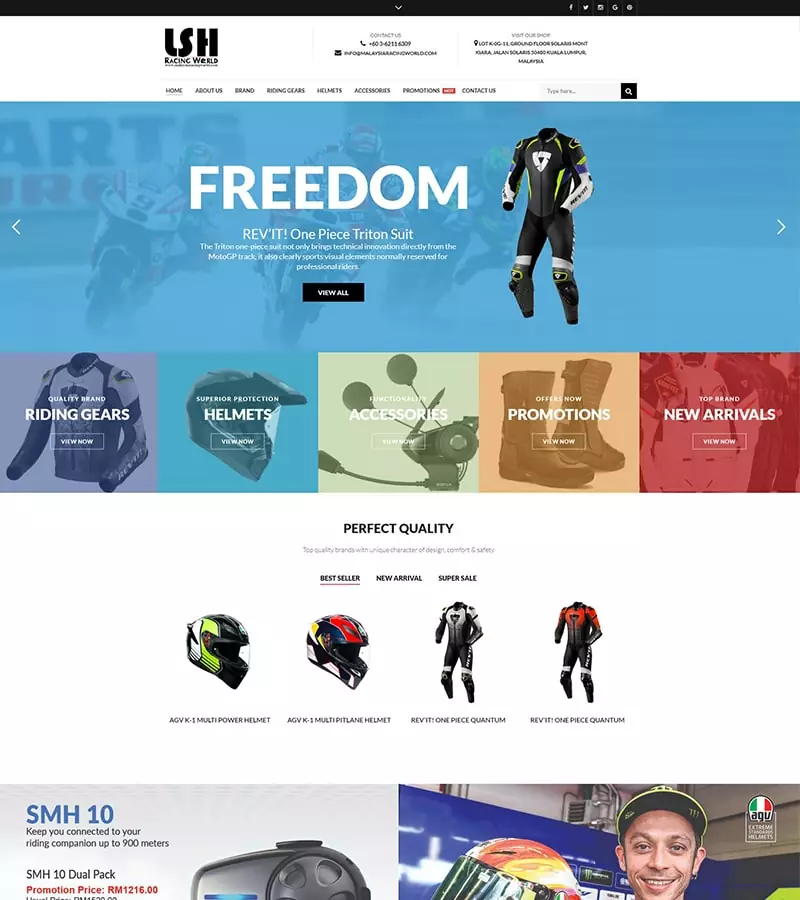 LSH
RACING WORLD
CONTACT US
+60 3-6211 6309
INFO@MALAYSIARACINGWORLD.COM
VISIT OUR SHOP
LOT K-0G-11, GROUND FLOOR SOLARIS MONT
KIARA, JALAN SOLARIS 50480 KUALA LUMPUR,
MALAYSIA
HOME ABOUT US BRAND RIDING GEARS HELMETS ACCESSORIES PROMOTIONS HOT CONTACT US
Type here...
FREEDOM
REV'IT! One Piece Triton Suit
The Triton one-piece suit not only brings technical innovation directly from the
MotoGP track, it also clearly sports visual elements normally reserved for
professional riders.
VIEW ALL
QUALITY BRAND
RIDING GEARS
VIEW NOW
SUPERIOR PROTECTION
HELMETS
VIEW NOW
FUNCTIONALITY
ACCESSORIES
VIEW NOW
OFFERS NOW
PROMOTIONS
VIEW NOW
TOP BRAND
NEW ARRIVALS
VIEW NOW
PERFECT QUALITY
Top quality brands with unique character of design, comfort & safety
BEST SELLER NEW ARRIVAL SUPER SALE
AGV K-1 MULTI POWER HELMET
AGV K-1 MULTI PITLANE HELMET
REV'IT! ONE PIECE QUANTUM
REV'IT! ONE PIECE QUANTUM
SMH 10
Keep you connected to your
riding companion up to 900 meters
SMH 10 Dual Pack
Promotion Price: RM1216.00
AGV
EXTREME
STANDARDS
HELMETS